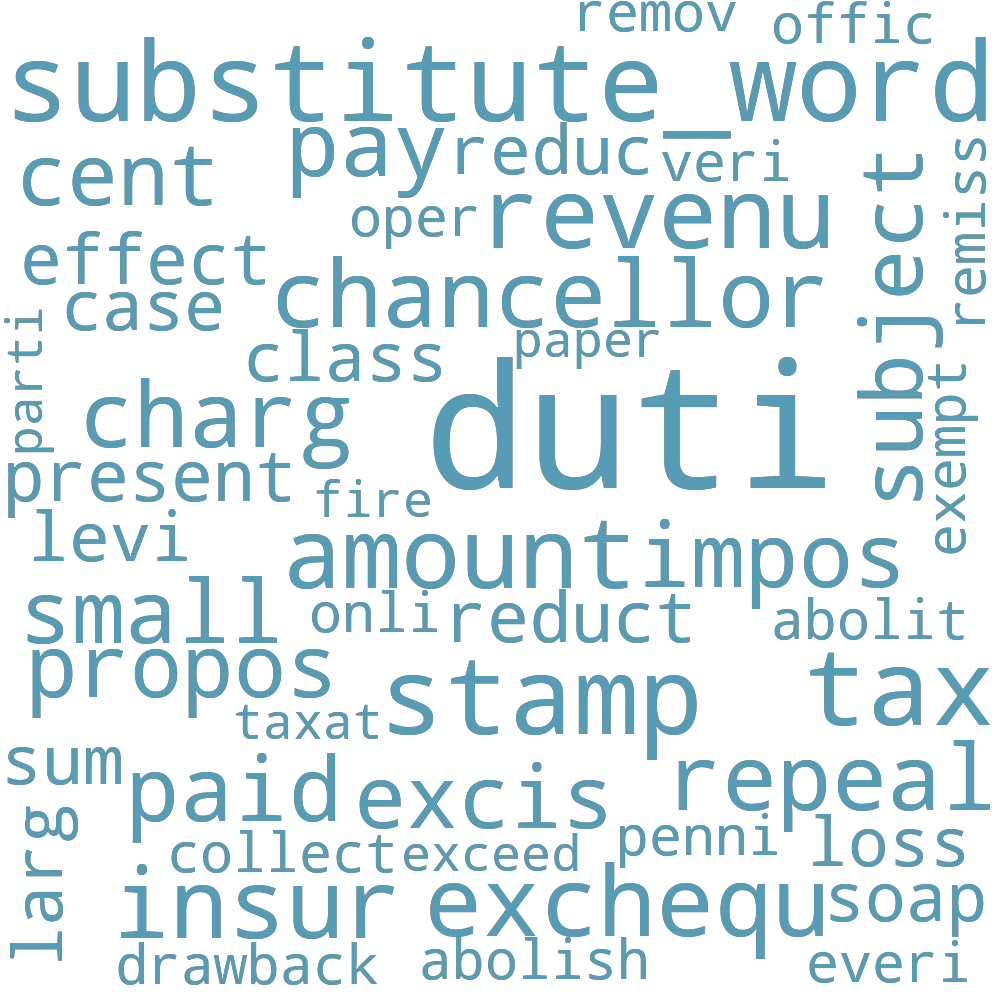 remov offic
substitute_word
pay reduc veri
cent
subject
remiss
oper revenu
effect
case chancellor
parti
class paper
exempt
charg duti
present fire
levi
amount impos
small onli reduct abolit
propos
stamp tax
taxat
sum paid excis repeal
larg
collect exceed penni loss
insur exchequ soap
drawback abolish everi